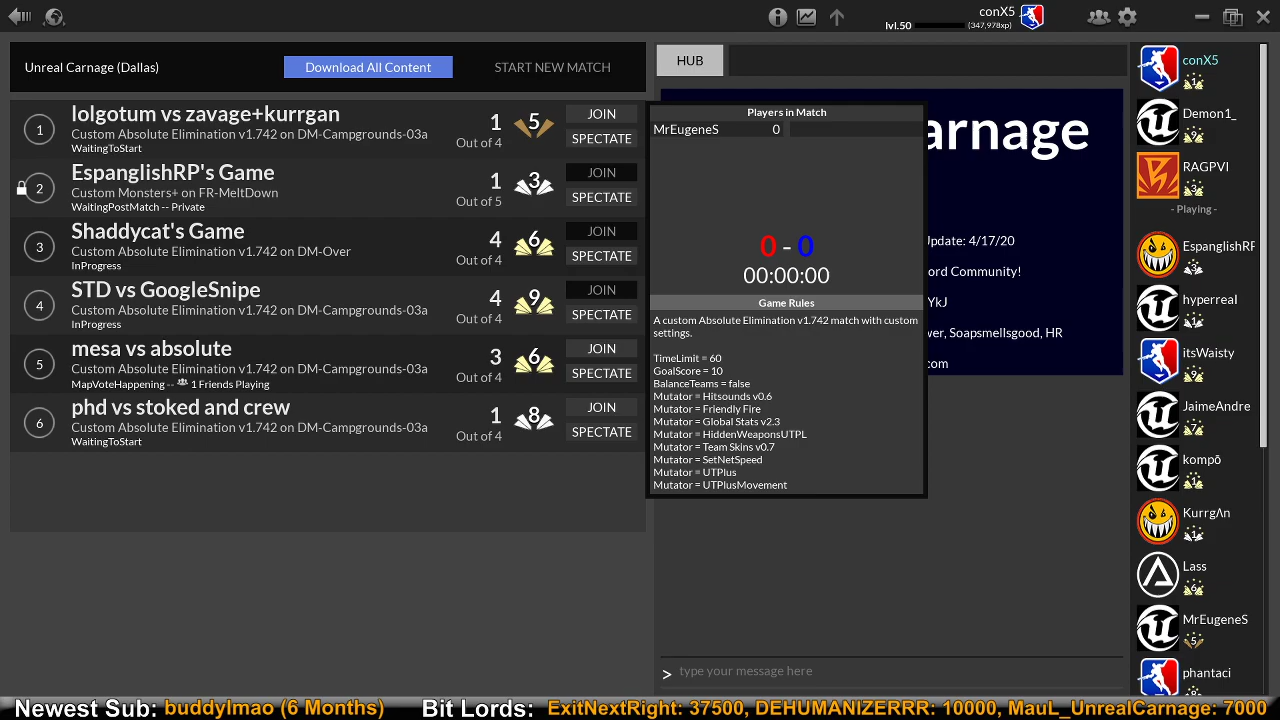 conX5
lvl.50
(347,978xp)
Unreal Carnage (Dallas)
Download All Content
START NEW MATCH
1
lolgotum vs zavage+kurrgan
Custom Absolute Elimination v1.742 on DM-Campgrounds-03a
WaitingToStart
1
Out of 4
5
JOIN
SPECTATE
2
EspanglishRP's Game
Custom Monsters+ on FR-MeltDown
WaitingPostMatch -- Private
1
Out of 5
3
JOIN
SPECTATE
3
Shaddycat's Game
Custom Absolute Elimination v1.742 on DM-Over
InProgress
4
Out of 4
6
JOIN
SPECTATE
4
STD vs GoogleSnipe
Custom Absolute Elimination v1.742 on DM-Campgrounds-03a
InProgress
4
Out of 4
9
JOIN
SPECTATE
5
mesa vs absolute
Custom Absolute Elimination v1.742 on DM-Campgrounds-03a
MapVoteHappening -- 1 Friends Playing
3
Out of 4
6
JOIN
SPECTATE
6
phd vs stoked and crew
Custom Absolute Elimination v1.742 on DM-Campgrounds-03a
WaitingToStart
1
Out of 4
8
JOIN
SPECTATE
HUB
Players in Match
MrEugeneS 0
0 - 0
00:00:00
Game Rules
A custom Absolute Elimination v1.742 match with custom
settings.
TimeLimit = 60
GoalScore = 10
BalanceTeams = false
Mutator = Hitsounds v0.6
Mutator = Friendly Fire
Mutator = Global Stats v2.3
Mutator = HiddenWeaponsUTPL
Mutator = Team Skins v0.7
Mutator = SetNetSpeed
Mutator = UTPlus
Mutator = UTPlusMovement
arnage
Update: 4/17/20
ord Community!
YkJ
wer, Soapsmellsgood, HR
com
> type your message here
conX5
1
Demon1_
2
RAGPVI
3
- Playing -
EspanglishRP
3
hyperreal
1
itsWaisty
2
JaimeAndre
7
kompõ
1
KurrgΛn
1
Lass
6
MrEugeneS
5
phantaci
Newest Sub: buddylmao (6 Months)
Bit Lords: ExitNextRight: 37500, DEHUMANIZERRR: 10000, MauL_UnrealCarnage: 7000